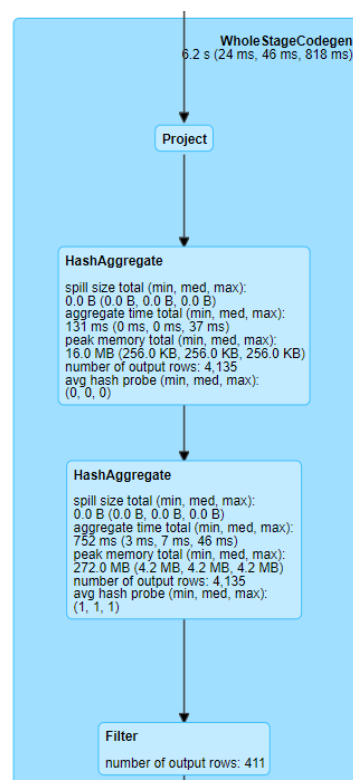 WholeStageCodegen
6.2 s (24 ms, 46 ms, 818 ms)
Project
HashAggregate
spill size total (min, med, max):
0.0 B (0.0 B, 0.0 B, 0.0 B)
aggregate time total (min, med, max):
131 ms (0 ms, 0 ms, 37 ms)
peak memory total (min, med, max):
16.0 MB (256.0 KB, 256.0 KB, 256.0 KB)
number of output rows: 4,135
avg hash probe (min, med, max):
(0, 0, 0)
HashAggregate
spill size total (min, med, max):
0.0 B (0.0 B, 0.0 B, 0.0 B)
aggregate time total (min, med, max):
752 ms (3 ms, 7 ms, 46 ms)
peak memory total (min, med, max):
272.0 MB (4.2 MB, 4.2 MB, 4.2 MB)
number of output rows: 4,135
avg hash probe (min, med, max):
(1, 1, 1)
Filter
number of output rows: 411